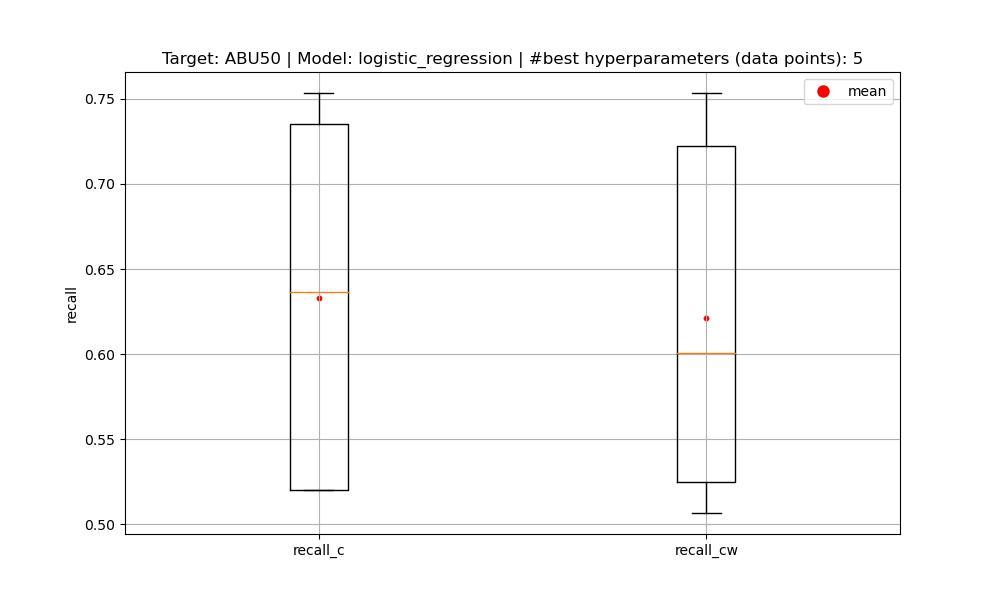 Target: ABU50 | Model: logistic_regression | #best hyperparameters (data points): 5
mean
0.75
0.70
0.65
0.60
0.55
0.50
recall
recall_c
recall_cw